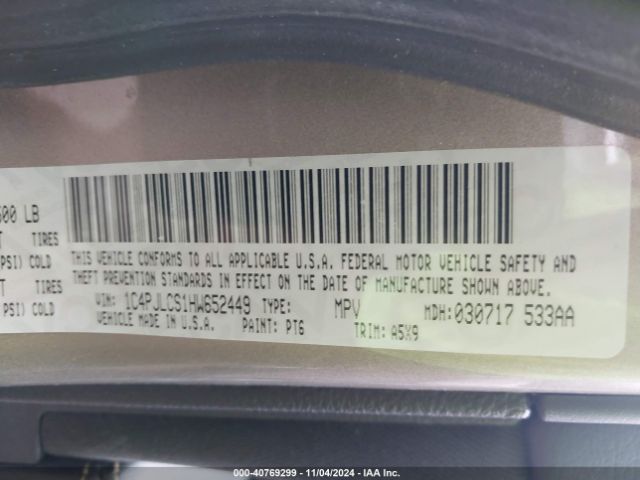 500 LB
TIRES
PSI) COLD
TIRES
PSI) COLD
THIS VEHICLE CONFORMS TO ALL APPLICABLE U.S.A. FEDERAL MOTOR VEHICLE SAFETY AND
THEFT PREVENTION STANDARDS IN EFFECT ON THE DATE OF MANUFACTURE SHOWN ABOVE.
VIN: 1C4PJLCS1HW652449 TYPE: MPV MDH:030717 533AA
VEHICLE MADE IN U.S.A. PAINT: PT6 TRIM: A5X9
000-40769299 - 11/04/2024 - IAA Inc.